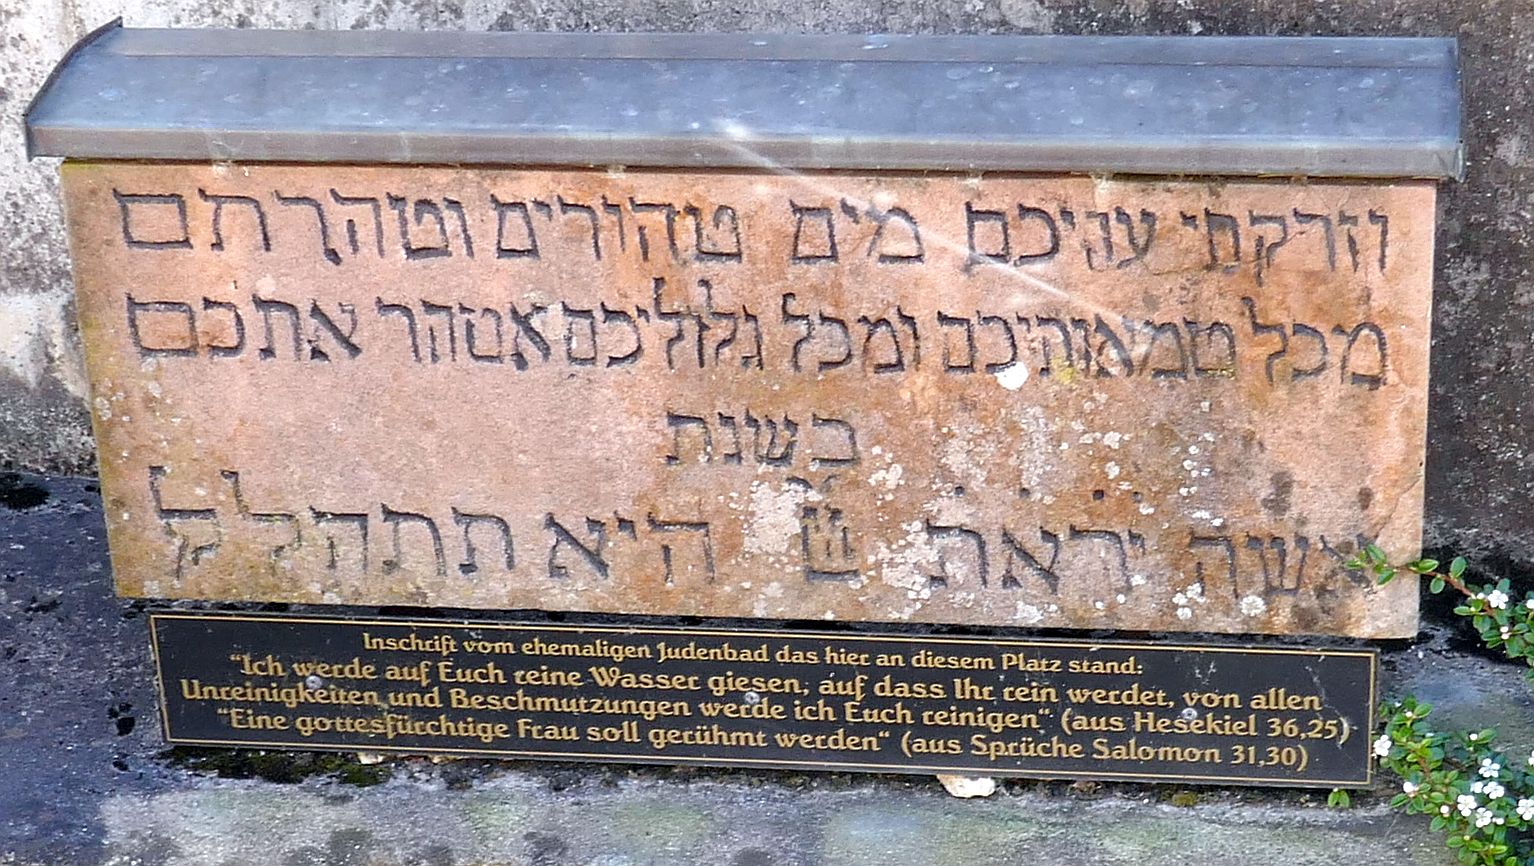 וזרקתי עניכם מים טהורים וטהרתם
מכל טמאותיכם ומכל גלוליכם אטהר אתכם
בשנת
אשה יראת היא תתהלל
Inschrift vom ehemaligen Judenbad das hier an diesem Platz stand:
"Ich werde auf Euch reine Wasser giesen, auf dass Ihr rein werdet, von allen
Unreinigkeiten und Beschmutzungen werde ich Euch reinigen" (aus Hesekiel 36,25)
"Eine gottesfürchtige Frau soll gerühmt werden" (aus Sprüche Salomon 31,30)